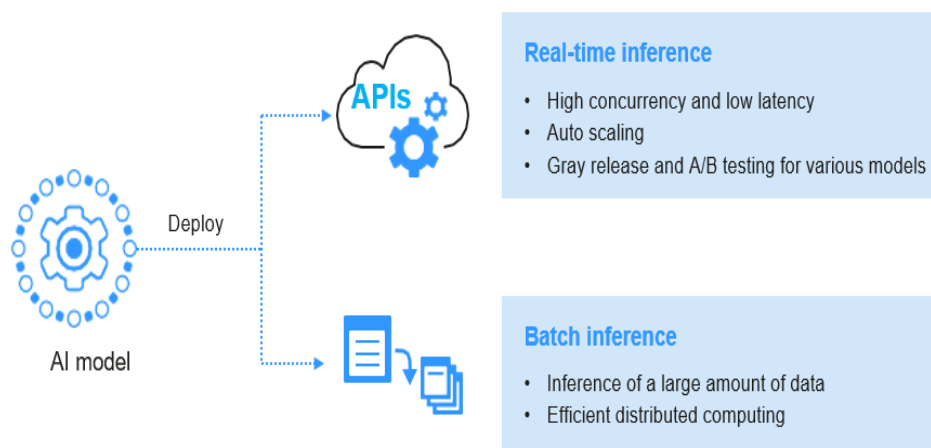 APIs
Real-time inference
• High concurrency and low latency
• Auto scaling
• Gray release and A/B testing for various models
Deploy
AI model
Batch inference
• Inference of a large amount of data
• Efficient distributed computing